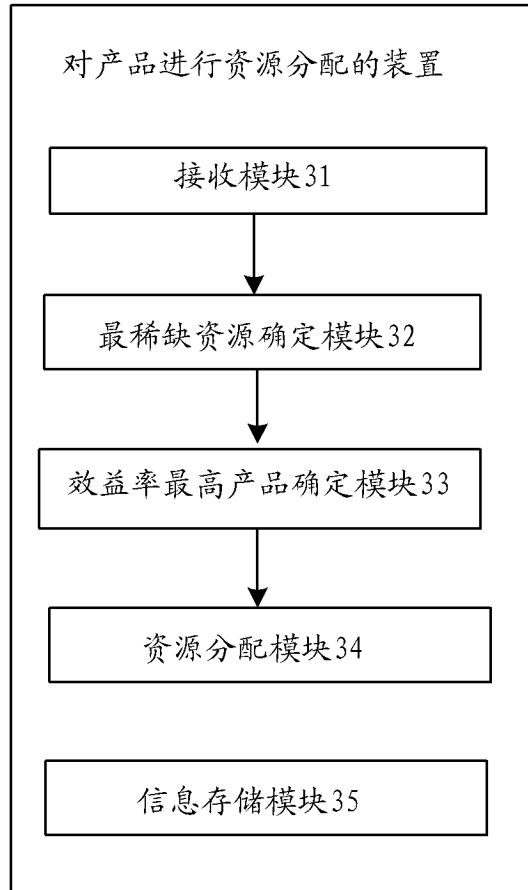 对产品进行资源分配的装置
接收模块31
最稀缺资源确定模块32
效益率最高产品确定模块33
资源分配模块34
信息存储模块35